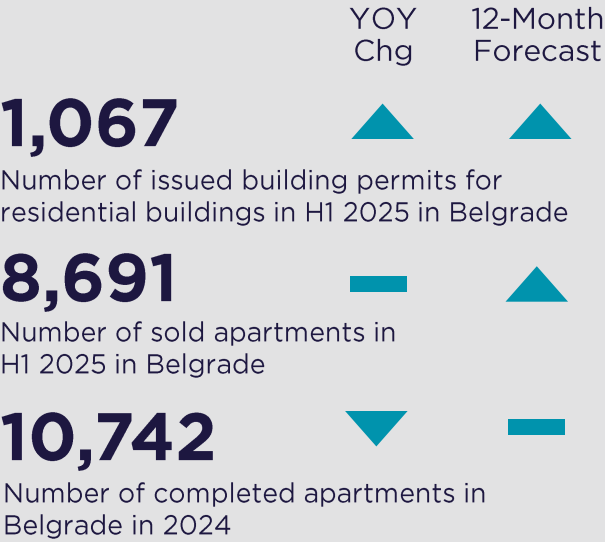 YOY 12-Month
Chg Forecast
1,067
Number of issued building permits for
residential buildings in H1 2025 in Belgrade
8,691
Number of sold apartments in
H1 2025 in Belgrade
10,742
Number of completed apartments in
Belgrade in 2024